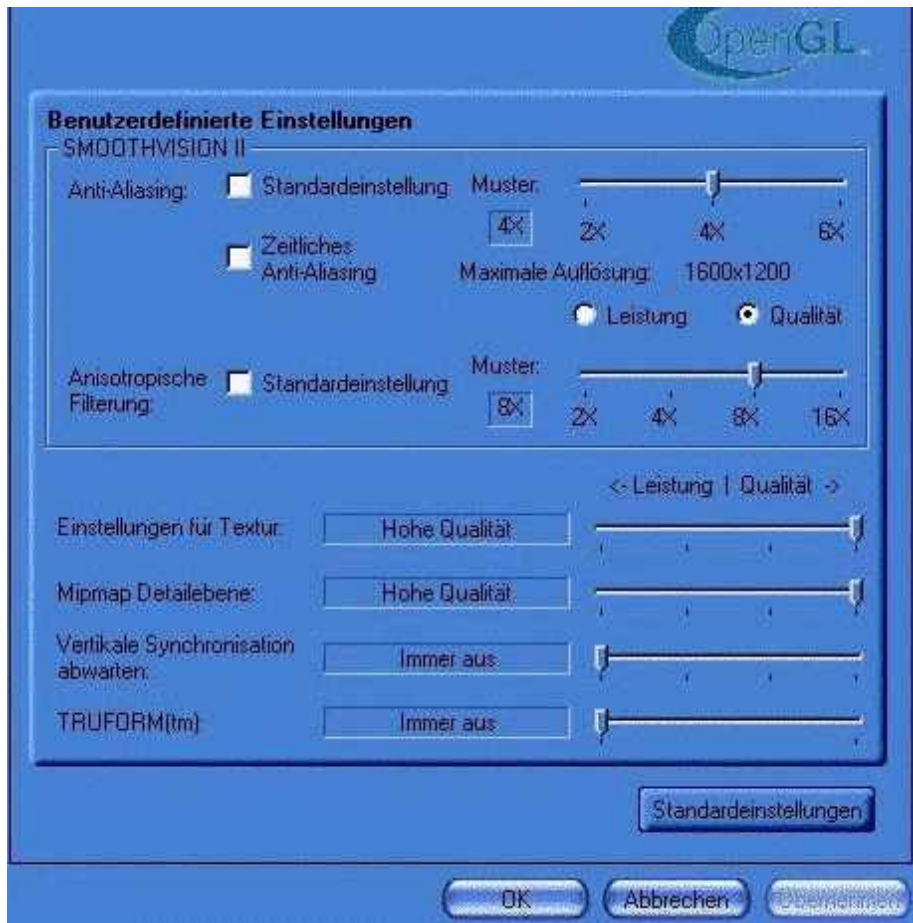 OpenGL
Benutzerdefinierte Einstellungen
SMOOTHVISION II
Anti-Aliasing: Standardeinstellung Muster:
4X 2X 4X 6X
Zeitliches
Anti-Aliasing
Maximale Auflösung: 1600x1200
Leistung Qualität
Anisotropische
Filterung: Standardeinstellung Muster:
8X 2X 4X 8X 16X
<- Leistung | Qualität ->
Einstellungen für Textur: Hohe Qualität
Mipmap Detailebene: Hohe Qualität
Vertikale Synchronisation
abwarten: Immer aus
TRUFORM(tm) Immer aus
Standardeinstellungen
OK Abbrechen Übernehmen